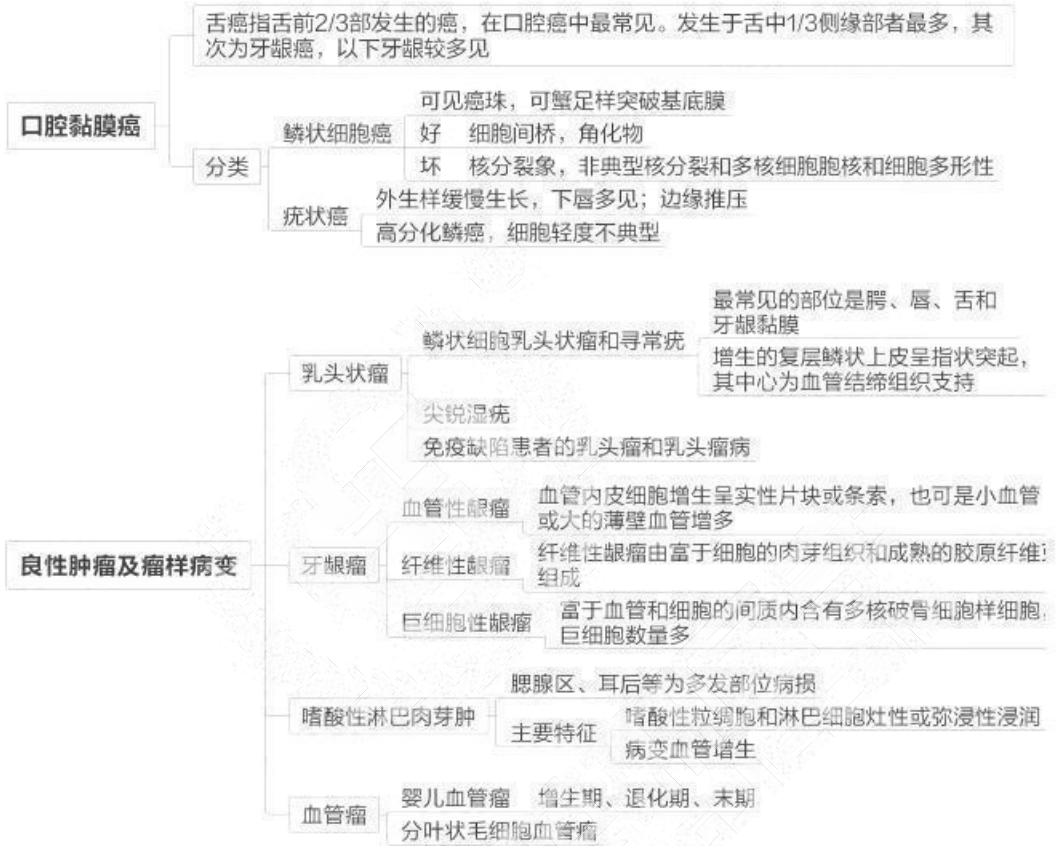 舌癌指舌前2/3部发生的癌，在口腔癌中最常见。发生于舌中1/3侧缘部者最多，其
次为牙龈癌，以下牙龈较多见
口腔黏膜癌
分类
鳞状细胞癌
可见癌珠，可蟹足样突破基底膜
好 细胞间桥，角化物
坏 核分裂象，非典型核分裂和多核细胞胞核和细胞多形性
疣状癌
外生样缓慢生长，下唇多见；边缘推压
高分化鳞癌，细胞轻度不典型
良性肿瘤及瘤样病变
乳头状瘤
鳞状细胞乳头状瘤和寻常疣
最常见的部位是腭、唇、舌和
牙龈黏膜
增生的复层鳞状上皮呈指状突起，
其中心为血管结缔组织支持
尖锐湿疣
免疫缺陷患者的乳头瘤和乳头瘤病
牙龈瘤
血管性龈瘤
血管内皮细胞增生呈实性片块或条索，也可是小血管
或大的薄壁血管增多
纤维性龈瘤
纤维性龈瘤由富于细胞的肉芽组织和成熟的胶原纤维
组成
巨细胞性龈瘤
富于血管和细胞的间质内含有多核破骨细胞样细胞，
巨细胞数量多
嗜酸性淋巴肉芽肿
腮腺区、耳后等为多发部位病损
主要特征
嗜酸性粒绸胞和淋巴细胞灶性或弥浸性浸润
病变血管增生
血管瘤
婴儿血管瘤 增生期、退化期、末期
分叶状毛细胞血管瘤